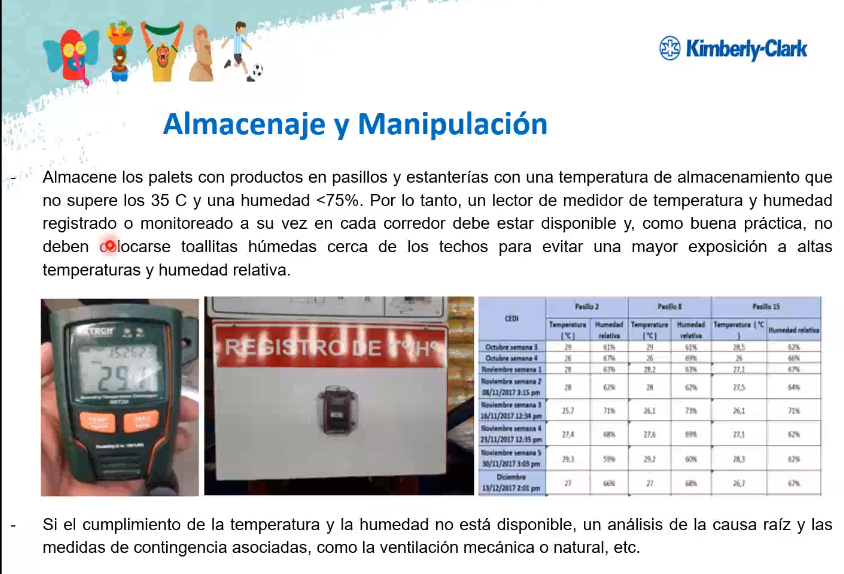 Kimberly-Clark
Almacenaje y Manipulación
- Almacene los palets con productos en pasillos y estanterías con una temperatura de almacenamiento que
no supere los 35 C y una humedad <75%. Por lo tanto, un lector de medidor de temperatura y humedad
registrado o monitoreado a su vez en cada corredor debe estar disponible y, como buena práctica, no
deben colocarse toallitas húmedas cerca de los techos para evitar una mayor exposición a altas
temperaturas y humedad relativa.
REGISTRO DE T° H°
CEDI Pasillo 2 Pasillo 8 Pasillo 15
Temperatura (°C) Humedad relativa Temperatura (°C) Humedad relativa Temperatura (°C) Humedad relativa
Octubre semana 3 29 61% 29 61% 28,5 62%
Octubre semana 4 26 67% 26 69% 26 66%
Noviembre semana 1 28 63% 28,2 63% 27,1 67%
Noviembre semana 2 08/11/2017 3:15 pm 28 62% 28 62% 27,5 64%
Noviembre semana 3 16/11/2017 12:34 pm 25,7 71% 26,1 73% 26,1 71%
Noviembre semana 4 23/11/2017 12:35 pm 27,4 68% 27,6 69% 27,1 62%
Noviembre semana 5 30/11/2017 3:03 pm 29,3 59% 29,2 60% 28,3 62%
Diciembre 13/12/2017 2:01 pm 27 66% 27 68% 26,7 67%
- Si el cumplimiento de la temperatura y la humedad no está disponible, un análisis de la causa raíz y las
medidas de contingencia asociadas, como la ventilación mecánica o natural, etc.